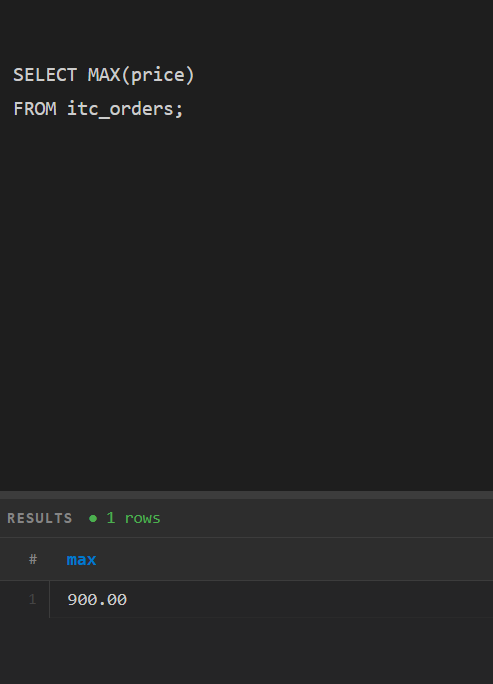 SELECT MAX(price)
FROM itc_orders;
RESULTS ● 1 rows
# max
1 900.00